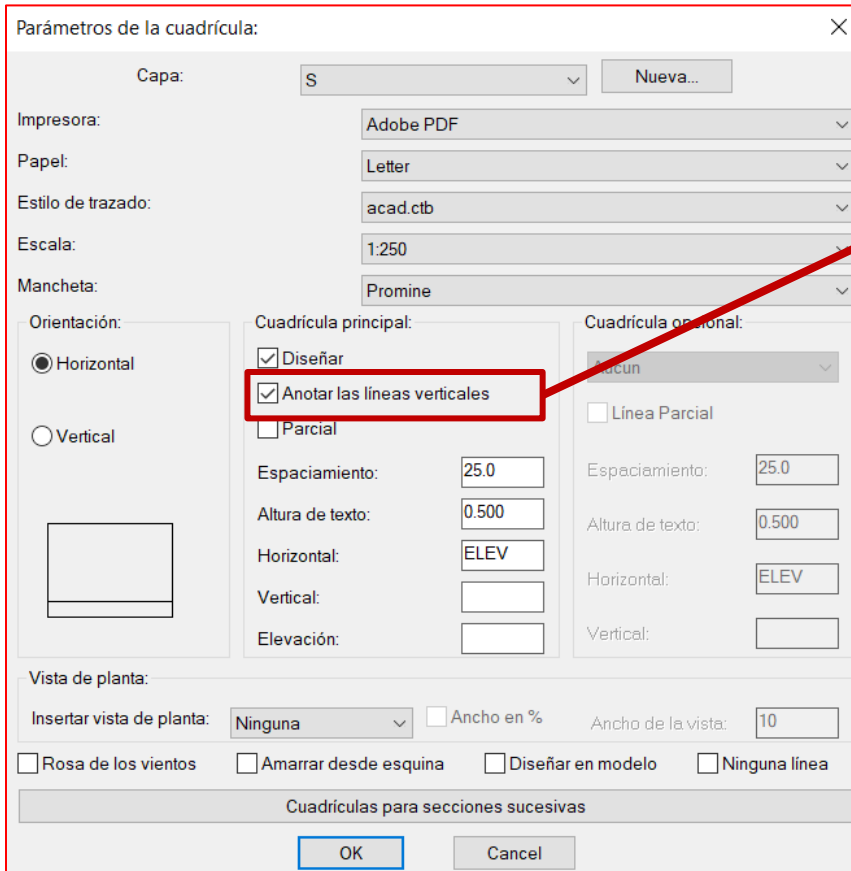 Parámetros de la cuadrícula:
Capa: S Nueva...
Impresora: Adobe PDF
Papel: Letter
Estilo de trazado: acad.ctb
Escala: 1:250
Mancheta: Promine
Orientación:
Horizontal
Vertical
Cuadrícula principal:
Diseñar
Anotar las líneas verticales
Parcial
Espaciamiento: 25.0
Altura de texto: 0.500
Horizontal: ELEV
Vertical:
Elevación:
Cuadrícula opcional:
Aucun
Línea Parcial
Espaciamiento: 25.0
Altura de texto: 0.500
Horizontal: ELEV
Vertical:
Vista de planta:
Insertar vista de planta: Ninguna Ancho en % Ancho de la vista: 10
Rosa de los vientos Amarrar desde esquina Diseñar en modelo Ninguna línea
Cuadrículas para secciones sucesivas
OK Cancel